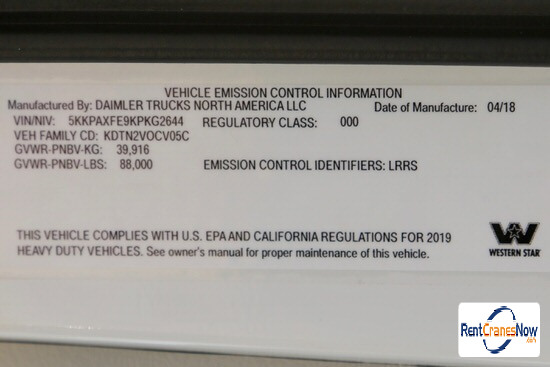 VEHICLE EMISSION CONTROL INFORMATION
Manufactured By: DAIMLER TRUCKS NORTH AMERICA LLC Date of Manufacture: 04/18
VIN/NIV: 5KKPAXFE9KPKG2644 REGULATORY CLASS: 000
VEH FAMILY CD: KDTN2VOCV05C
GVWR-PNBV-KG: 39,916
GVWR-PNBV-LBS: 88,000 EMISSION CONTROL IDENTIFIERS: LRRS
THIS VEHICLE COMPLIES WITH U.S. EPA AND CALIFORNIA REGULATIONS FOR 2019
HEAVY DUTY VEHICLES. See owner's manual for proper maintenance of this vehicle.
WESTERN STAR
RentCranesNow
.com